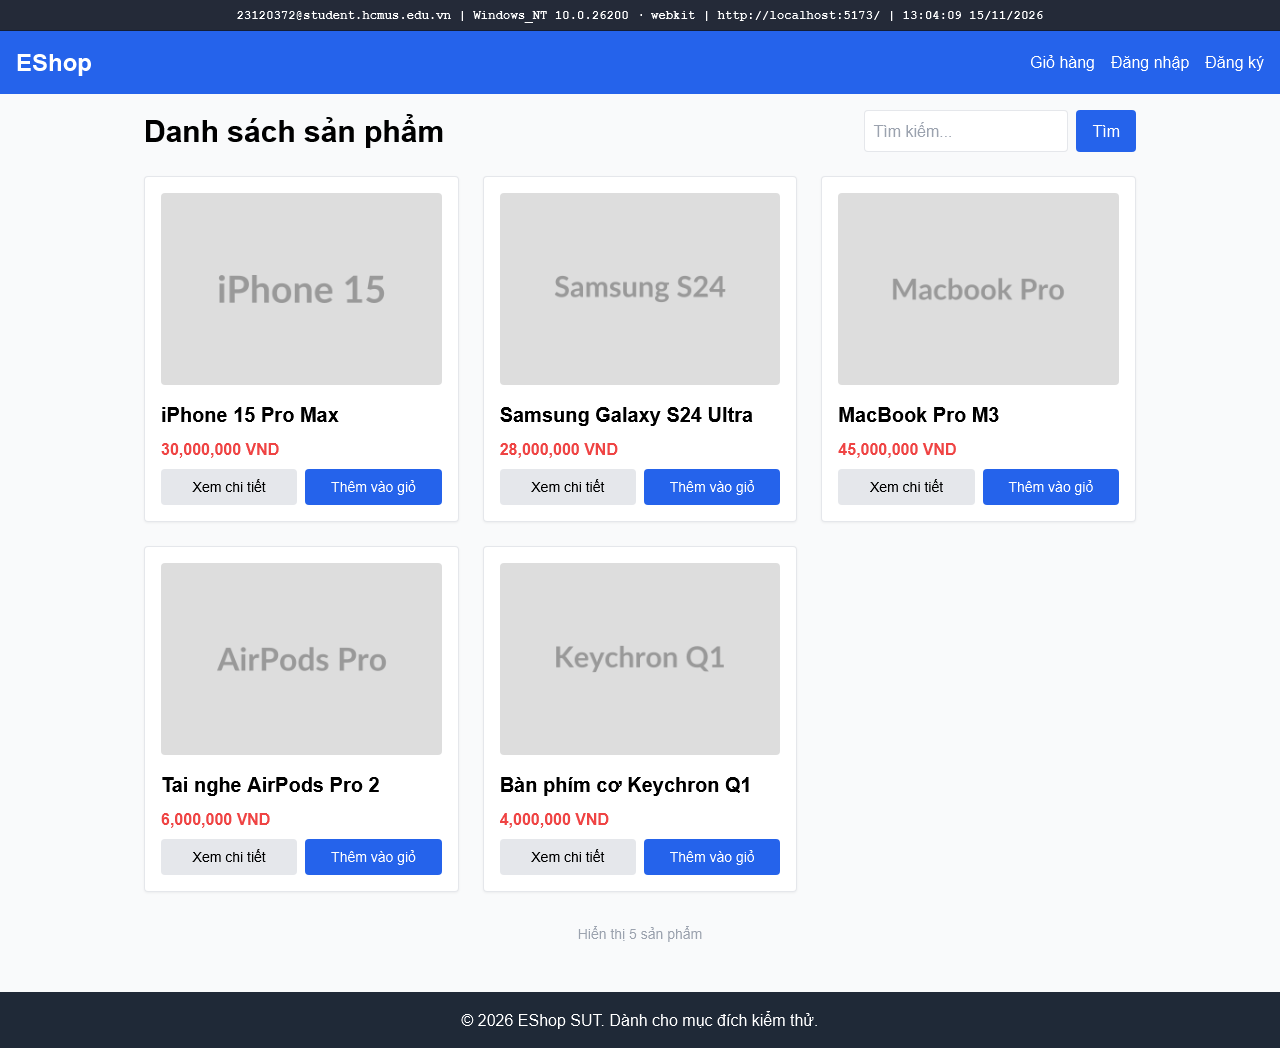 23120372@student.hcmus.edu.vn | Windows_NT 10.0.26200 · webkit | http://localhost:5173/ | 13:04:09 15/11/2026
EShop
Giỏ hàng Đăng nhập Đăng ký
Danh sách sản phẩm
Tìm kiếm... Tìm
iPhone 15 Samsung S24 Macbook Pro
iPhone 15 Pro Max Samsung Galaxy S24 Ultra MacBook Pro M3
30,000,000 VND 28,000,000 VND 45,000,000 VND
Xem chi tiết Thêm vào giỏ Xem chi tiết Thêm vào giỏ Xem chi tiết Thêm vào giỏ
AirPods Pro Keychron Q1
Tai nghe AirPods Pro 2 Bàn phím cơ Keychron Q1
6,000,000 VND 4,000,000 VND
Xem chi tiết Thêm vào giỏ Xem chi tiết Thêm vào giỏ
Hiển thị 5 sản phẩm
© 2026 EShop SUT. Dành cho mục đích kiểm thử.